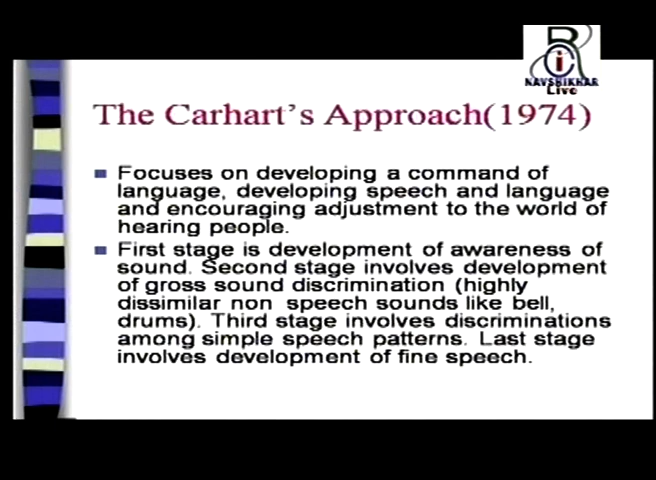 RCI
NAVSHIKHAR
Live
The Carhart's Approach(1974)
Focuses on developing a command of
language, developing speech and language
and encouraging adjustment to the world of
hearing people.
First stage is development of awareness of
sound. Second stage involves development
of gross sound discrimination (highly
dissimilar non speech sounds like bell,
drums). Third stage involves discriminations
among simple speech patterns. Last stage
involves development of fine speech.